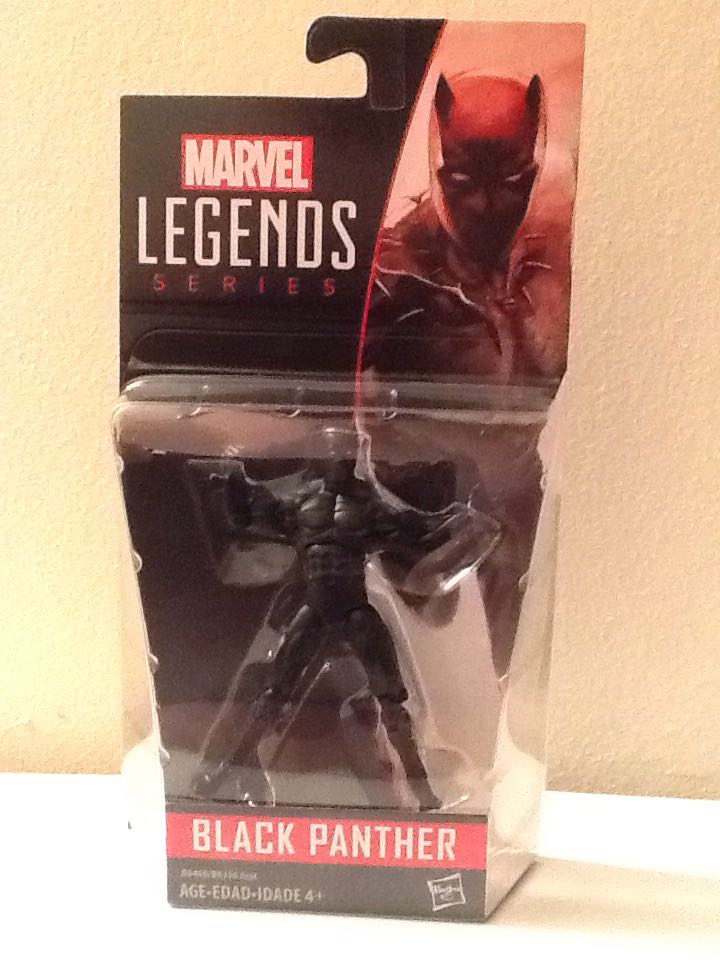 MARVEL
LEGENDS
SERIES
BLACK PANTHER
AGE•EDAD•IDADE 4+
Hasbro